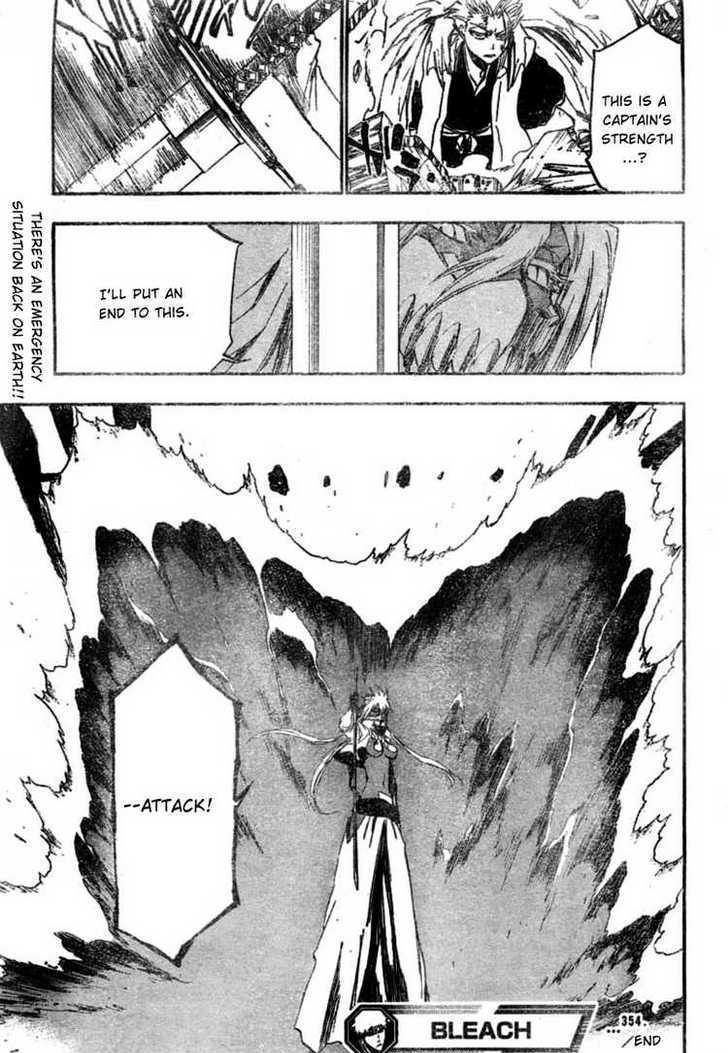 THIS IS A
CAPTAIN'S
STRENGTH
...?
I'LL PUT AN
END TO THIS.
THERE'S AN EMERGENCY
SITUATION BACK ON EARTH!!
--ATTACK!
BLEACH
...354.
/END